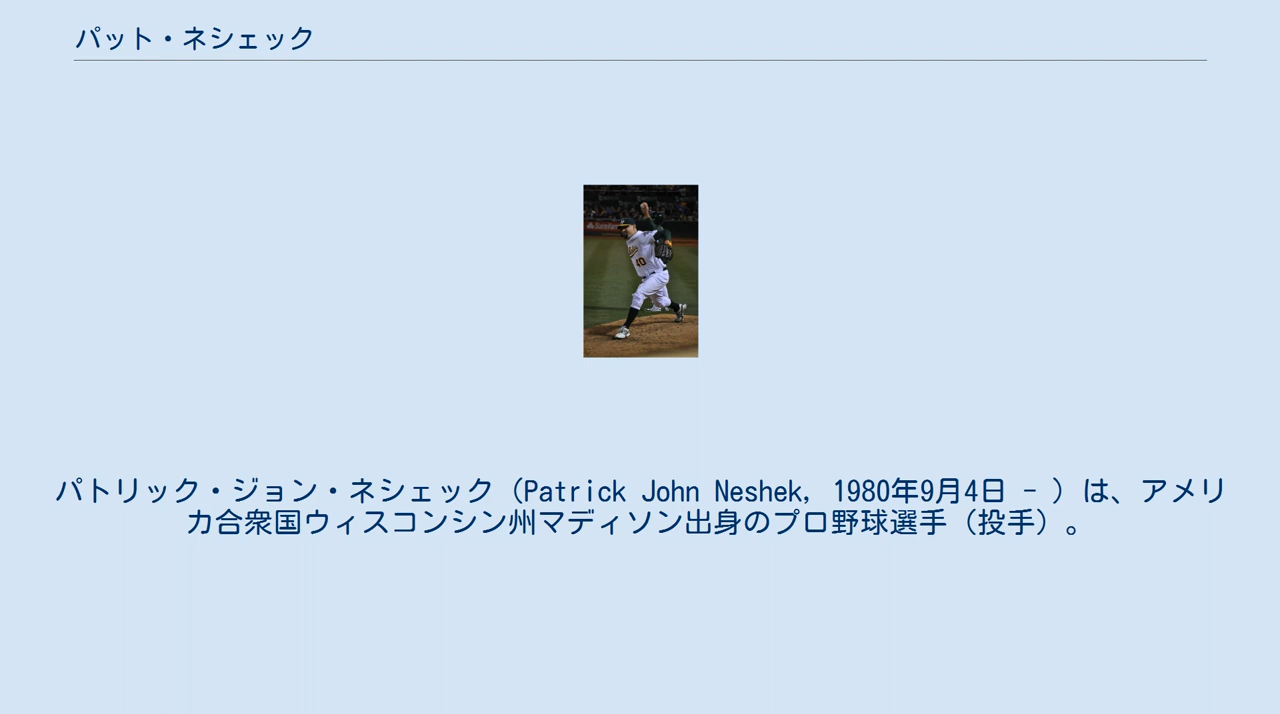 パット・ネシェック
40
パトリック・ジョン・ネシェック（Patrick John Neshek, 1980年9月4日 - ）は、アメリ
カ合衆国ウィスコンシン州マディソン出身のプロ野球選手（投手）。